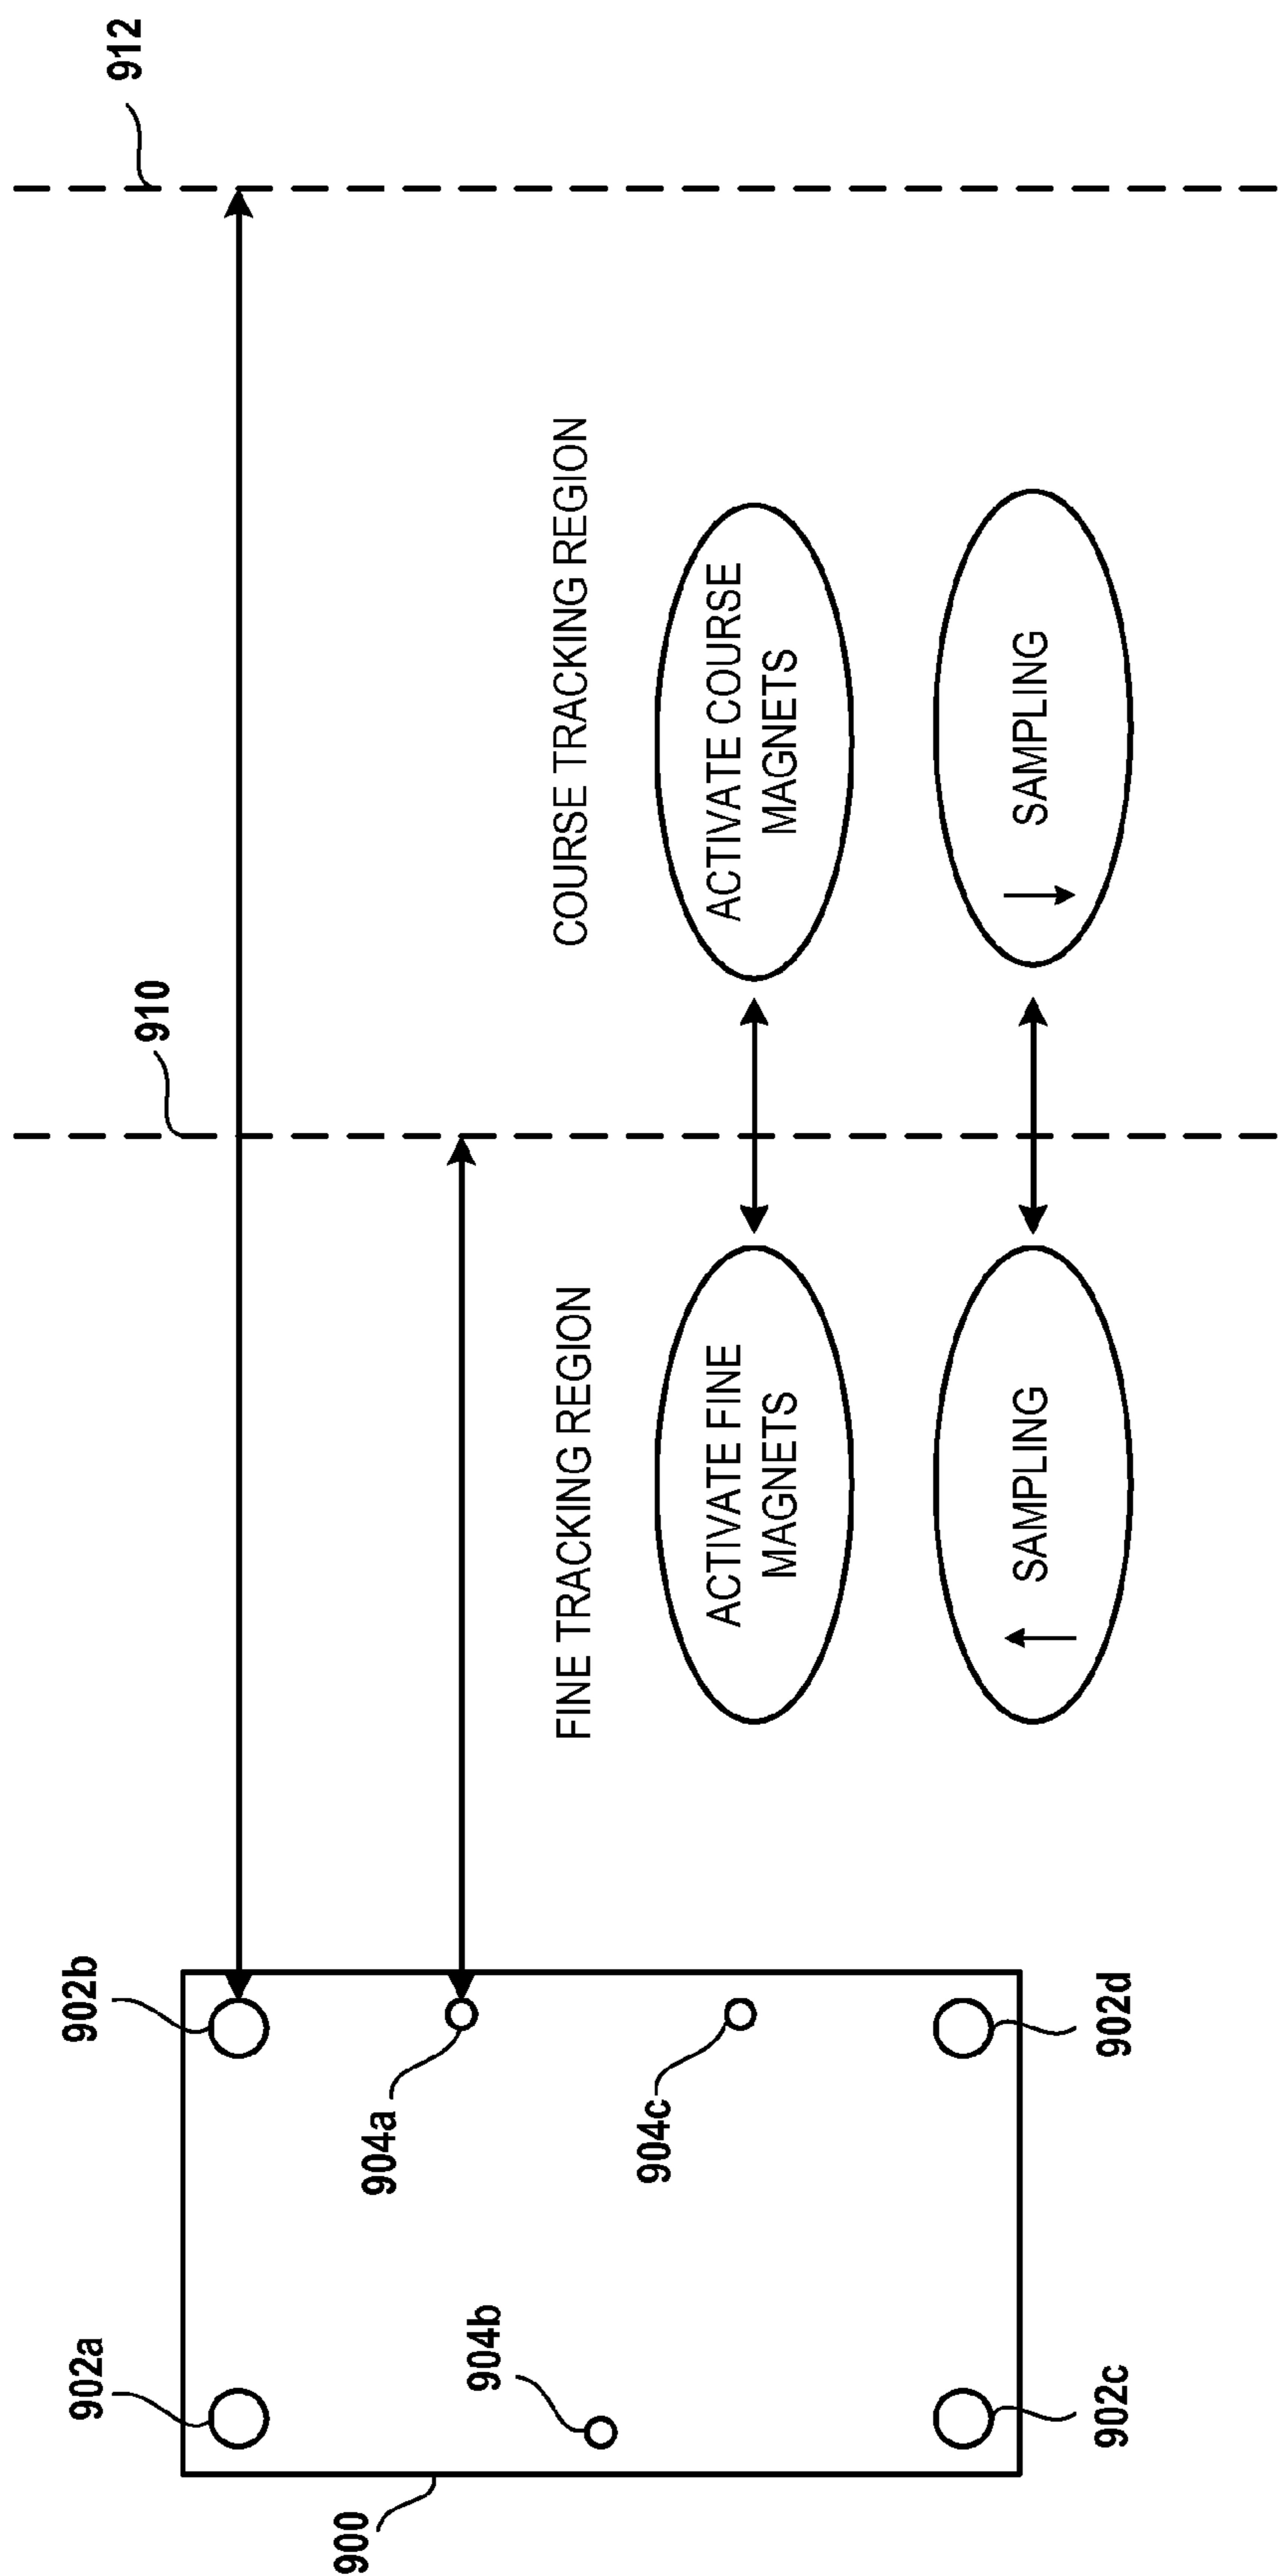 902a
902b
912
910
900
904a
904b
FINE TRACKING REGION
COURSE TRACKING REGION
904c
ACTIVATE FINE
MAGNETS
ACTIVATE COURSE
MAGNETS
↑ SAMPLING
↓ SAMPLING
902c
902d